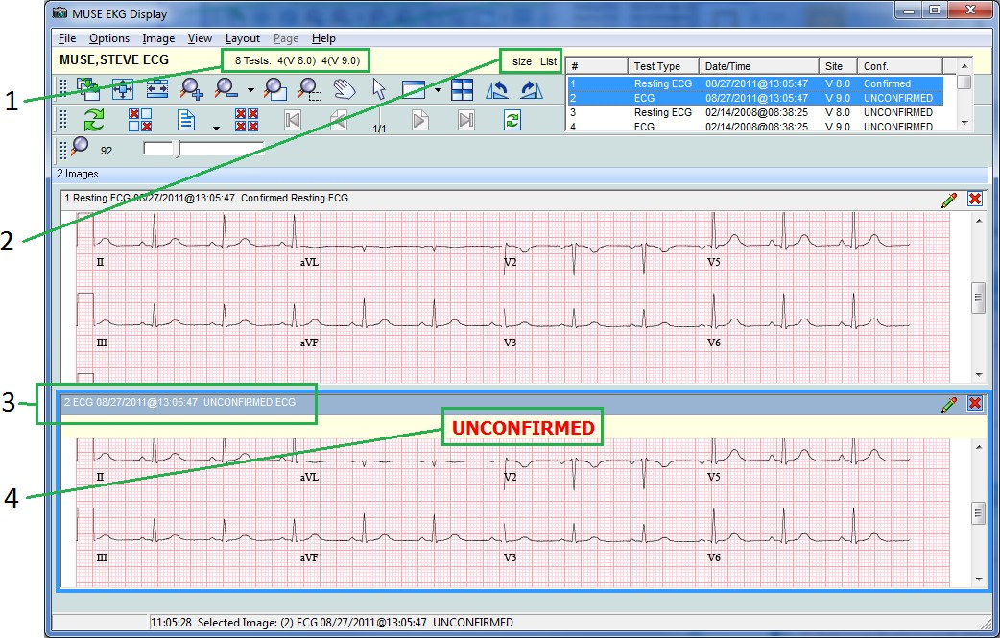 MUSE EKG Display
File Options Image View Layout Page Help
MUSE,STEVE ECG
8 Tests. 4(V 8.0) 4(V 9.0)
size List
# Test Type Date/Time Site Conf.
1 Resting ECG 08/27/2011@13:05:47 V 8.0 Confirmed
2 ECG 08/27/2011@13:05:47 V 9.0 UNCONFIRMED
3 Resting ECG 02/14/2008@08:38:25 V 8.0 UNCONFIRMED
4 ECG 02/14/2008@08:38:25 V 9.0 UNCONFIRMED
1
1/1
92
2 Images.
1 Resting ECG 08/27/2011@13:05:47 Confirmed Resting ECG
2
II aVL V2 V5
III aVF V3 V6
3
2 ECG 08/27/2011@13:05:47 UNCONFIRMED ECG
UNCONFIRMED
II aVL V2 V5
4
III aVF V3 V6
11:05:28 Selected Image: (2) ECG 08/27/2011@13:05:47 UNCONFIRMED